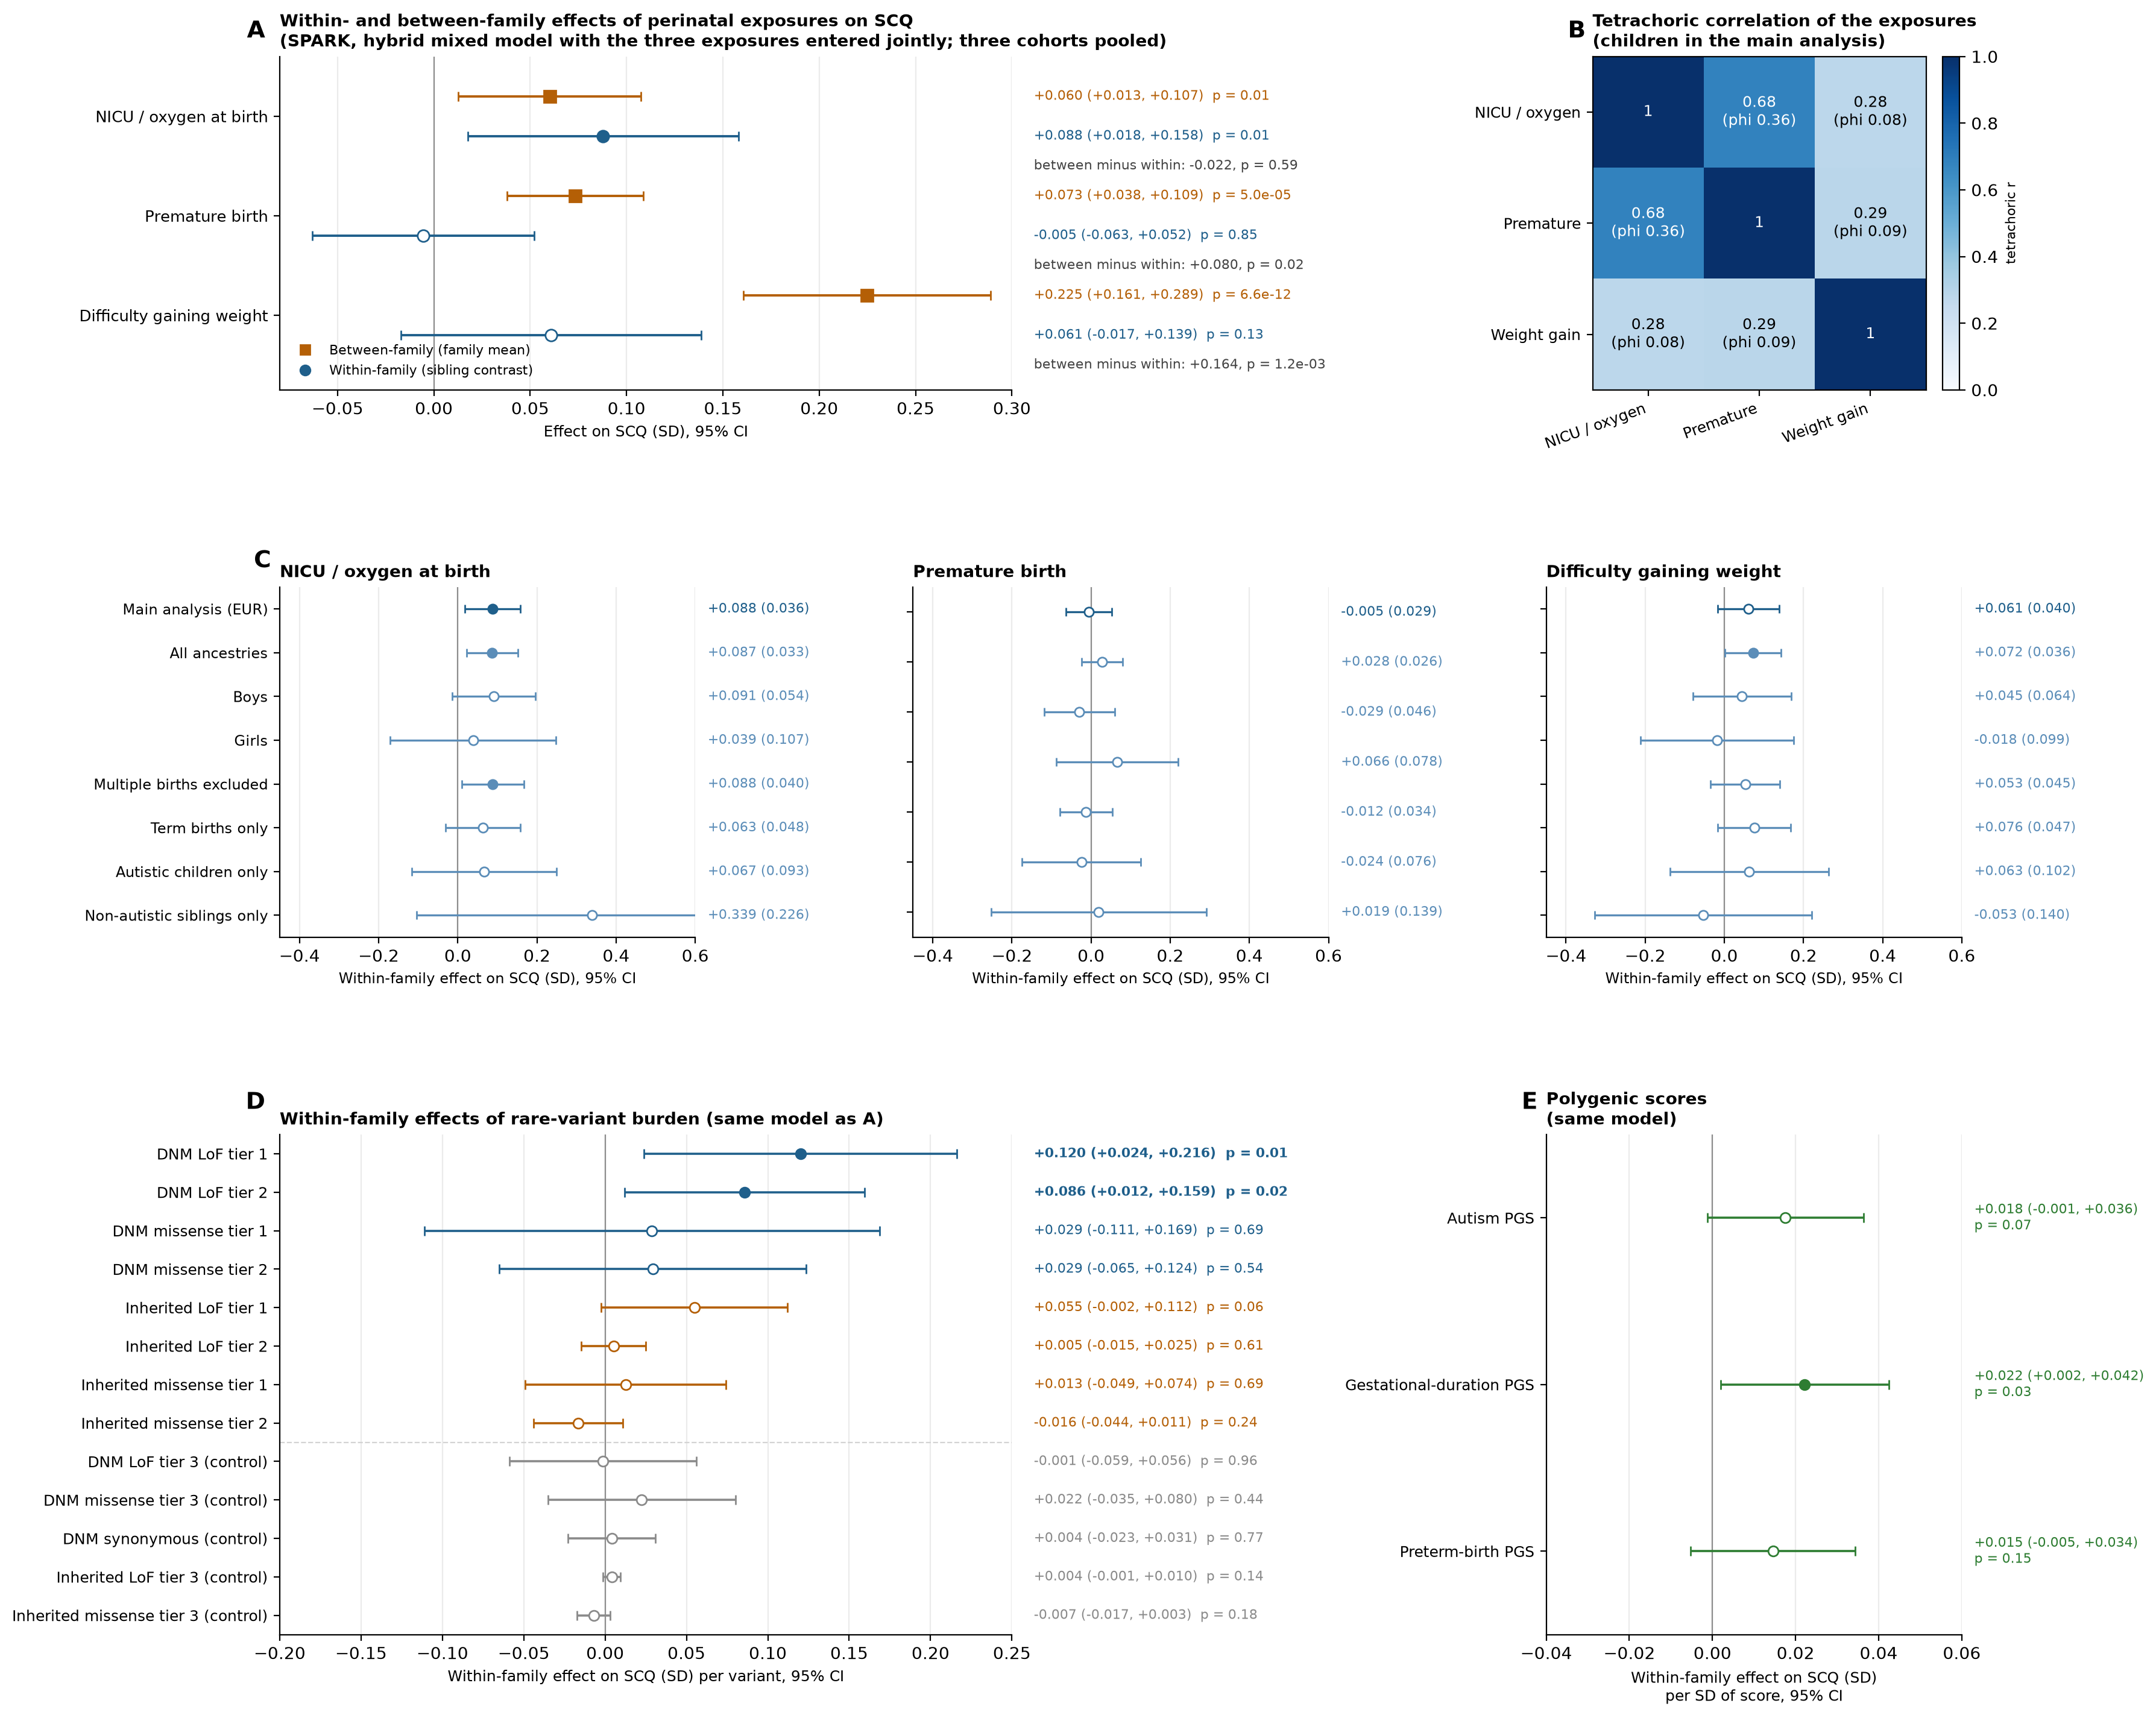 A
Within- and between-family effects of perinatal exposures on SCQ
(SPARK, hybrid mixed model with the three exposures entered jointly; three cohorts pooled)
NICU / oxygen at birth
Premature birth
Difficulty gaining weight
+0.060 (+0.013, +0.107)  p = 0.01
+0.088 (+0.018, +0.158)  p = 0.01
between minus within: -0.022, p = 0.59
+0.073 (+0.038, +0.109)  p = 5.0e-05
-0.005 (-0.063, +0.052)  p = 0.85
between minus within: +0.080, p = 0.02
+0.225 (+0.161, +0.289)  p = 6.6e-12
+0.061 (-0.017, +0.139)  p = 0.13
between minus within: +0.164, p = 1.2e-03
Between-family (family mean)
Within-family (sibling contrast)
−0.05 0.00 0.05 0.10 0.15 0.20 0.25 0.30
Effect on SCQ (SD), 95% CI
B
Tetrachoric correlation of the exposures
(children in the main analysis)
NICU / oxygen
Premature
Weight gain
1
0.68
(phi 0.36)
0.28
(phi 0.08)
0.68
(phi 0.36)
1
0.29
(phi 0.09)
0.28
(phi 0.08)
0.29
(phi 0.09)
1
NICU / oxygen
Premature
Weight gain
1.0
0.8
0.6
0.4
0.2
0.0
tetrachoric r
C
NICU / oxygen at birth
Main analysis (EUR)
All ancestries
Boys
Girls
Multiple births excluded
Term births only
Autistic children only
Non-autistic siblings only
+0.088 (0.036)
+0.087 (0.033)
+0.091 (0.054)
+0.039 (0.107)
+0.088 (0.040)
+0.063 (0.048)
+0.067 (0.093)
+0.339 (0.226)
−0.4 −0.2 0.0 0.2 0.4 0.6
Within-family effect on SCQ (SD), 95% CI
Premature birth
-0.005 (0.029)
+0.028 (0.026)
-0.029 (0.046)
+0.066 (0.078)
-0.012 (0.034)
-0.024 (0.076)
+0.019 (0.139)
−0.4 −0.2 0.0 0.2 0.4 0.6
Within-family effect on SCQ (SD), 95% CI
Difficulty gaining weight
+0.061 (0.040)
+0.072 (0.036)
+0.045 (0.064)
-0.018 (0.099)
+0.053 (0.045)
+0.076 (0.047)
+0.063 (0.102)
-0.053 (0.140)
−0.4 −0.2 0.0 0.2 0.4 0.6
Within-family effect on SCQ (SD), 95% CI
D
Within-family effects of rare-variant burden (same model as A)
DNM LoF tier 1
+0.120 (+0.024, +0.216)  p = 0.01
DNM LoF tier 2
+0.086 (+0.012, +0.159)  p = 0.02
DNM missense tier 1
+0.029 (-0.111, +0.169)  p = 0.69
DNM missense tier 2
+0.029 (-0.065, +0.124)  p = 0.54
Inherited LoF tier 1
+0.055 (-0.002, +0.112)  p = 0.06
Inherited LoF tier 2
+0.005 (-0.015, +0.025)  p = 0.61
Inherited missense tier 1
+0.013 (-0.049, +0.074)  p = 0.69
Inherited missense tier 2
-0.016 (-0.044, +0.011)  p = 0.24
DNM LoF tier 3 (control)
-0.001 (-0.059, +0.056)  p = 0.96
DNM missense tier 3 (control)
+0.022 (-0.035, +0.080)  p = 0.44
DNM synonymous (control)
+0.004 (-0.023, +0.031)  p = 0.77
Inherited LoF tier 3 (control)
+0.004 (-0.001, +0.010)  p = 0.14
Inherited missense tier 3 (control)
-0.007 (-0.017, +0.003)  p = 0.18
−0.20 −0.15 −0.10 −0.05 0.00 0.05 0.10 0.15 0.20 0.25
Within-family effect on SCQ (SD) per variant, 95% CI
E
Polygenic scores
(same model)
Autism PGS
+0.018 (-0.001, +0.036)
p = 0.07
Gestational-duration PGS
+0.022 (+0.002, +0.042)
p = 0.03
Preterm-birth PGS
+0.015 (-0.005, +0.034)
p = 0.15
−0.04 −0.02 0.00 0.02 0.04 0.06
Within-family effect on SCQ (SD)
per SD of score, 95% CI